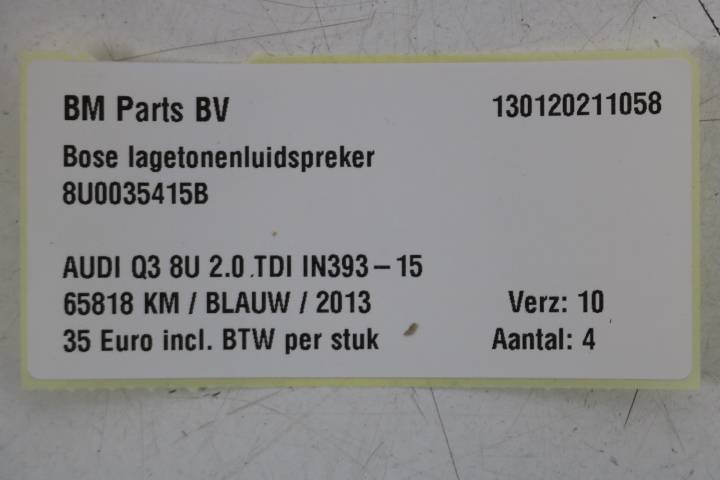 BM Parts BV 130120211058
Bose lagetonenluidspreker
8U0035415B
AUDI Q3 8U 2.0 TDI IN393-15
65818 KM / BLAUW / 2013 Verz: 10
35 Euro incl. BTW per stuk Aantal: 4